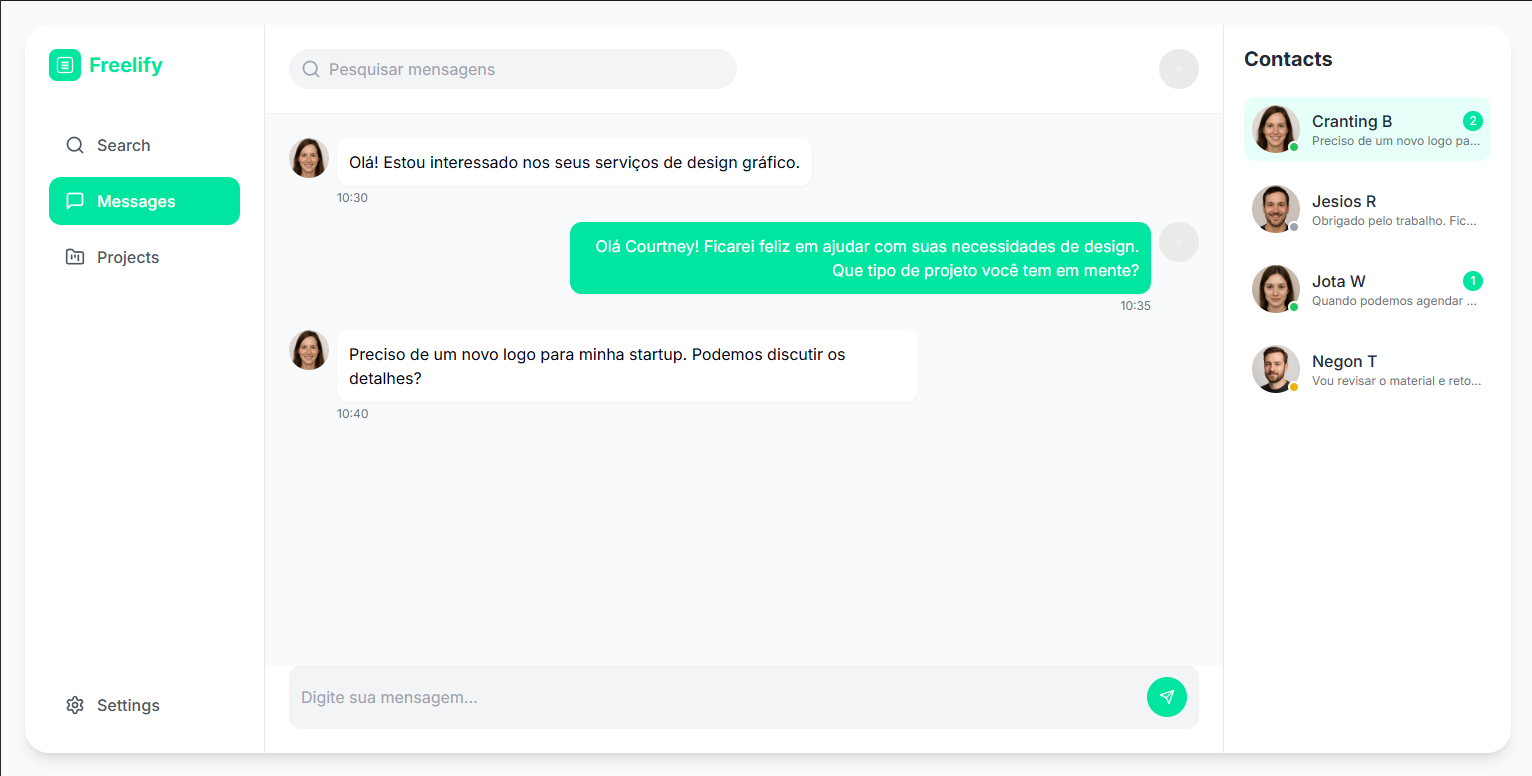 Freelify
Search
Messages
Projects
Settings
Pesquisar mensagens
Olá! Estou interessado nos seus serviços de design gráfico.
10:30
Olá Courtney! Ficarei feliz em ajudar com suas necessidades de design.
Que tipo de projeto você tem em mente?
10:35
Preciso de um novo logo para minha startup. Podemos discutir os
detalhes?
10:40
Digite sua mensagem...
Contacts
Cranting B
2
Preciso de um novo logo pa...
Jesios R
Obrigado pelo trabalho. Fic...
Jota W
1
Quando podemos agendar ...
Negon T
Vou revisar o material e reto...